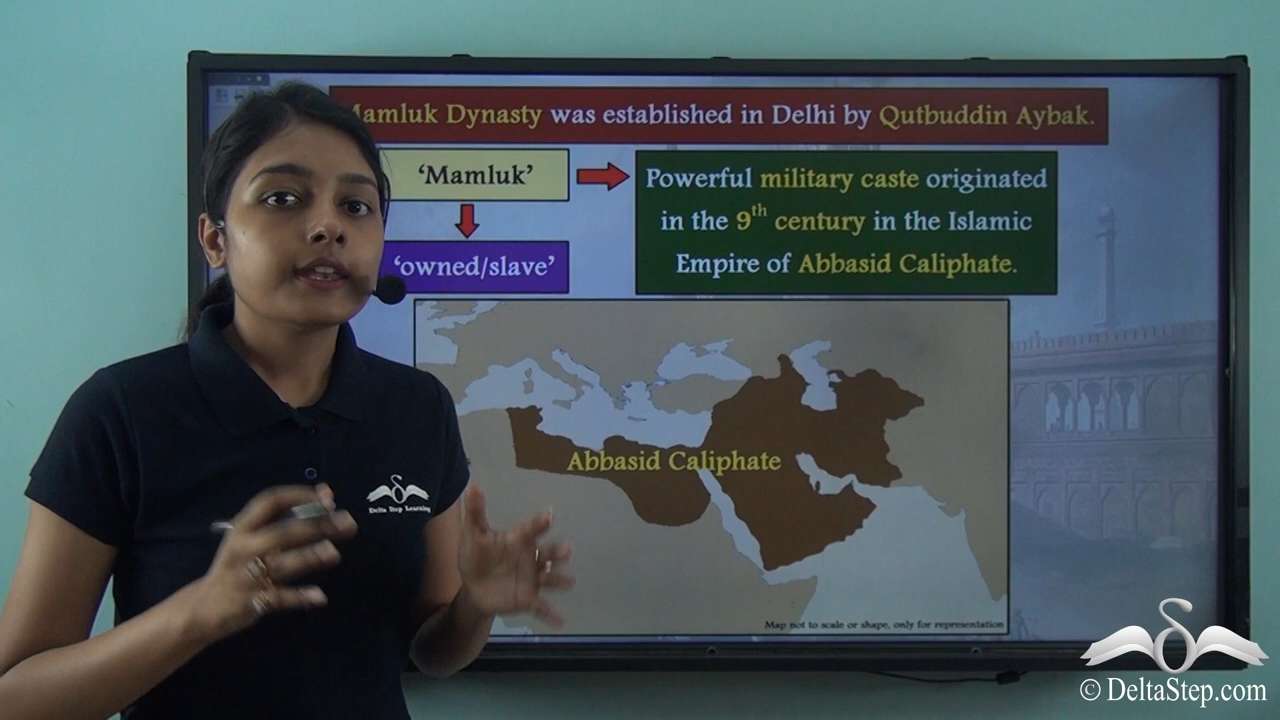 Mamluk Dynasty was established in Delhi by Qutbuddin Aybak.
‘Mamluk’
Powerful military caste originated
in the 9th century in the Islamic
Empire of Abbasid Caliphate.
‘owned/slave’
Abbasid Caliphate
Map not to scale or shape, only for representation
Delta Step Learning
© DeltaStep.com